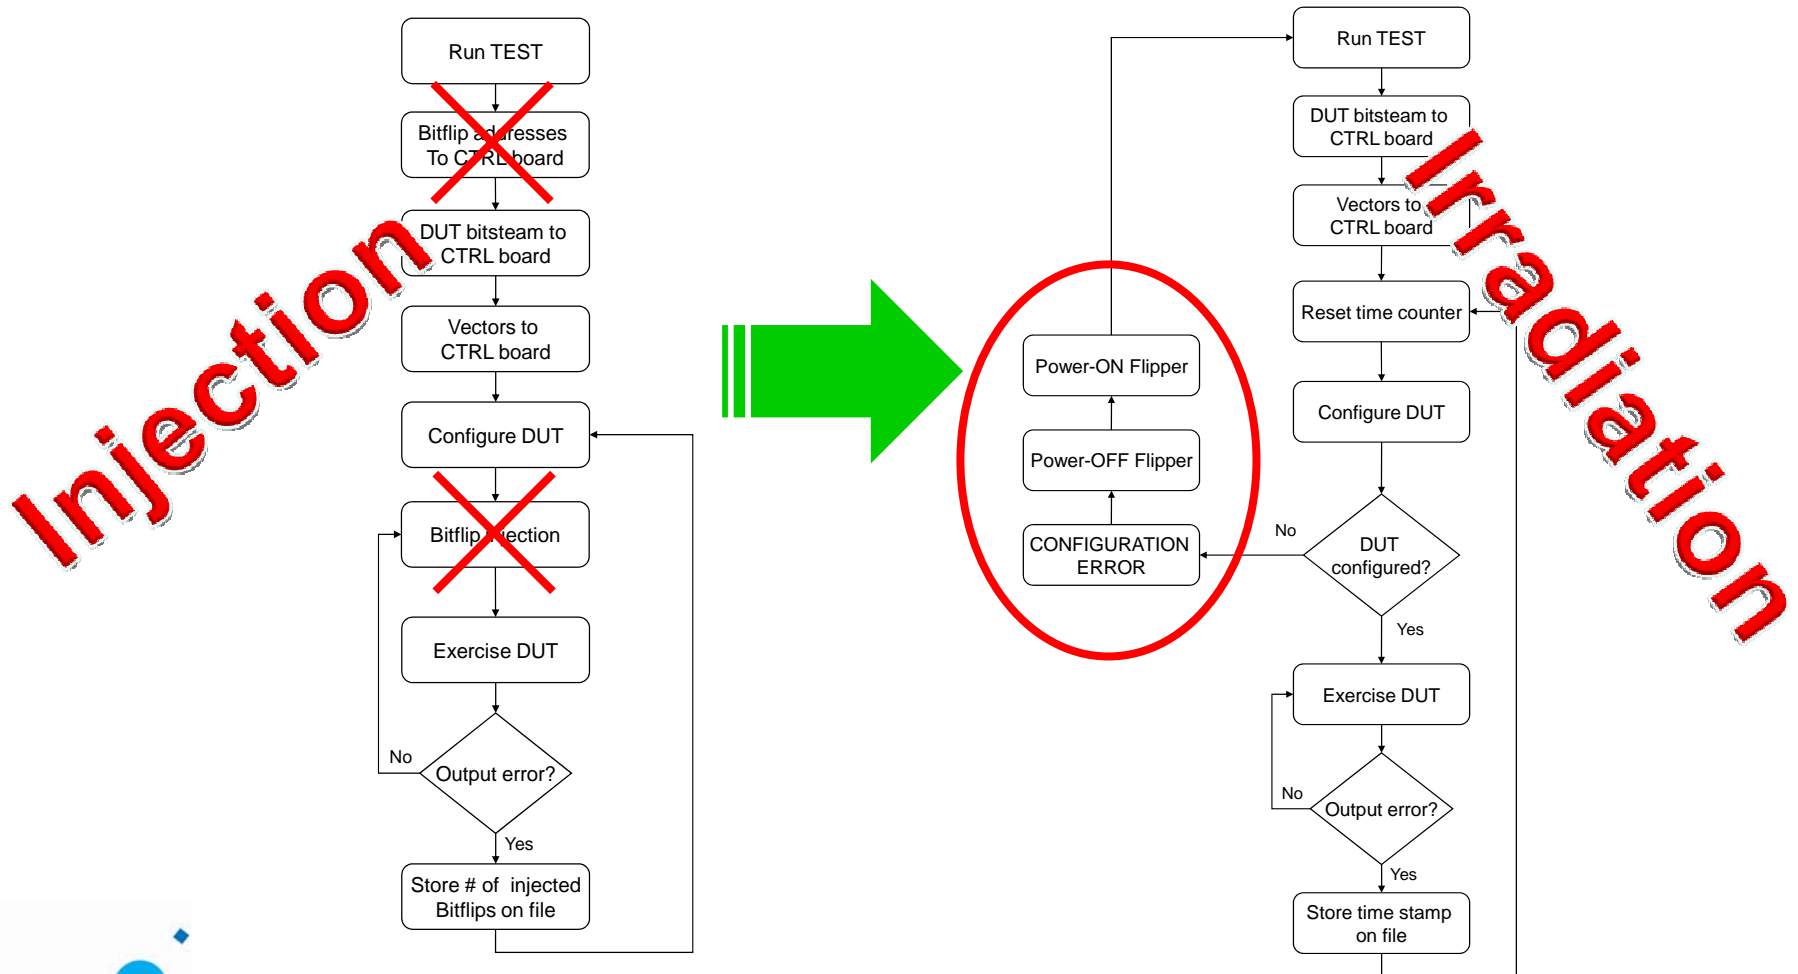 Injection
Run TEST
Bitflip addresses
To CTRL board
DUT bitsteam to
CTRL board
Vectors to
CTRL board
Configure DUT
Bitflip injection
Exercise DUT
No
Output error?
Yes
Store # of injected
Bitflips on file
Irradiation
Run TEST
DUT bitsteam to
CTRL board
Vectors to
CTRL board
Reset time counter
Configure DUT
Power-ON Flipper
Power-OFF Flipper
CONFIGURATION
ERROR
No
DUT
configured?
Yes
Exercise DUT
No
Output error?
Yes
Store time stamp
on file